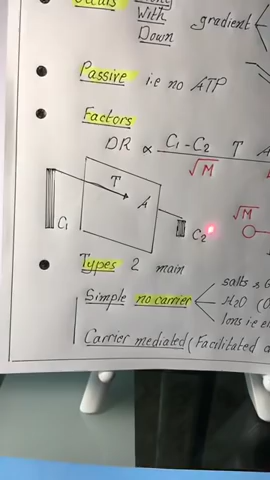 Occurs
With gradient
Down
Passive i.e no ATP
Factors
DR ∝ C1 - C2 T A
√M
T
A
C1
C2
√M
Types 2 main
salts &
Simple no carrier H2O (
Ions i.e
Carrier mediated (Facilitated